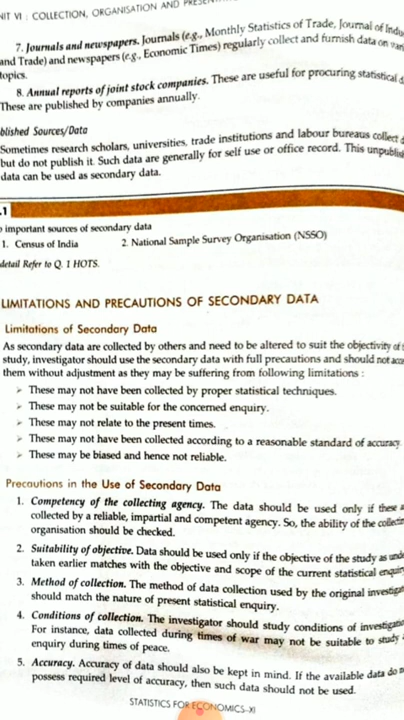 NIT VI : COLLECTION, ORGANISATION AND
7. Journals and newspapers. Journals (e.g., Monthly Statistics of Trade, Journal of
and Trade) and newspapers (e.g., Economic Times) regularly collect and furnish data on
topics.
8. Annual reports of joint stock companies. These are useful for procuring statistical
These are published by companies annually.
blished Sources/Data
Sometimes research scholars, universities, trade institutions and labour bureaus collect
but do not publish it. Such data are generally for self use or office record. This
data can be used as secondary data.
.1
important sources of secondary data
1. Census of India 2. National Sample Survey Organisation (NSSO)
detail Refer to Q. 1 HOTS.
LIMITATIONS AND PRECAUTIONS OF SECONDARY DATA
Limitations of Secondary Data
As secondary data are collected by others and need to be altered to suit the objectivity of
study, investigator should use the secondary data with full precautions and should not
them without adjustment as they may be suffering from following limitations :
➢ These may not have been collected by proper statistical techniques.
➢ These may not be suitable for the concerned enquiry.
➢ These may not relate to the present times.
➢ These may not have been collected according to a reasonable standard of accuracy.
➢ These may be biased and hence not reliable.
Precautions in the Use of Secondary Data
1. Competency of the collecting agency. The data should be used only if these
collected by a reliable, impartial and competent agency. So, the ability of the
organisation should be checked.
2. Suitability of objective. Data should be used only if the objective of the study as
taken earlier matches with the objective and scope of the current statistical
3. Method of collection. The method of data collection used by the original
should match the nature of present statistical enquiry.
4. Conditions of collection. The investigator should study conditions of
For instance, data collected during times of war may not be suitable to study
enquiry during times of peace.
5. Accuracy. Accuracy of data should also be kept in mind. If the available data do
possess required level of accuracy, then such data should not be used.
STATISTICS FOR ECONOMICS–XI